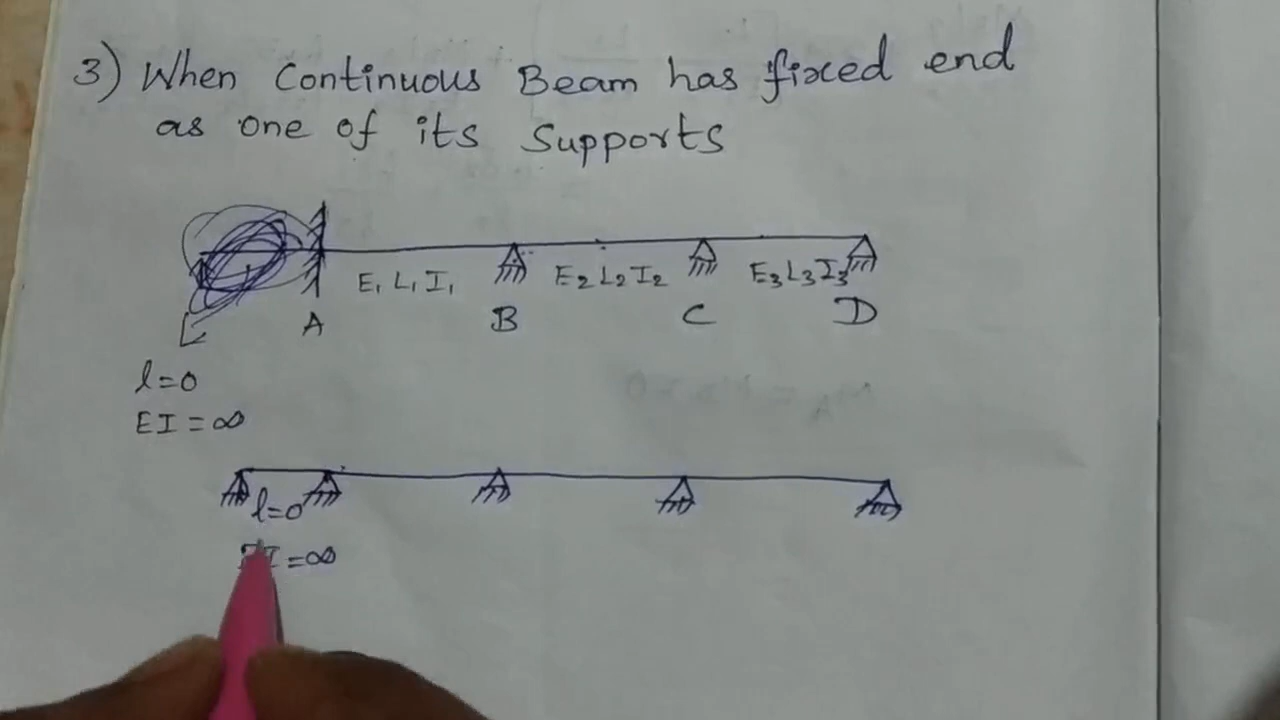 3) When Continuous Beam has fixed end
as one of its Supports
E₁ L₁ I₁ E₂ L₂ I₂ E₃ L₃ I₃
A B C D
l=0
EI=∞
l=0
I=∞